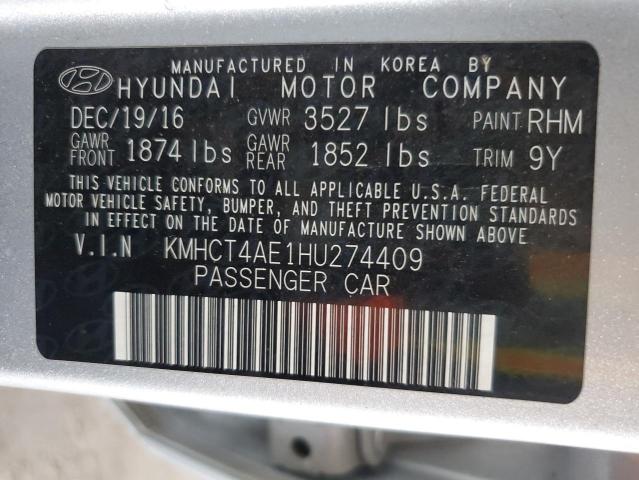 MANUFACTURED IN KOREA BY
HYUNDAI MOTOR COMPANY
DEC/19/16 GVWR 3527 lbs PAINT RHM
GAWR FRONT 1874 lbs GAWR REAR 1852 lbs TRIM 9Y
THIS VEHICLE CONFORMS TO ALL APPLICABLE U.S.A. FEDERAL
MOTOR VEHICLE SAFETY, BUMPER, AND THEFT PREVENTION STANDARDS
IN EFFECT ON THE DATE OF MANUFACTURE SHOWN ABOVE
V.I.N KMHCT4AE1HU274409
PASSENGER CAR